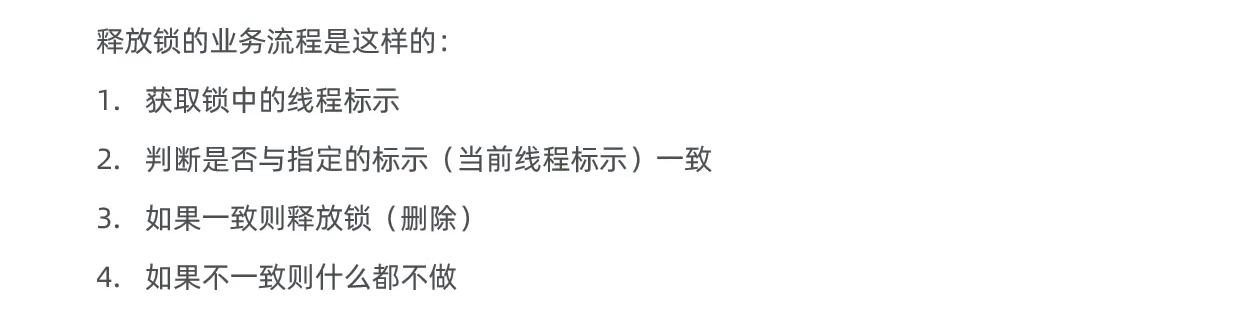 释放锁的业务流程是这样的：
1. 获取锁中的线程标示
2. 判断是否与指定的标示（当前线程标示）一致
3. 如果一致则释放锁（删除）
4. 如果不一致则什么都不做